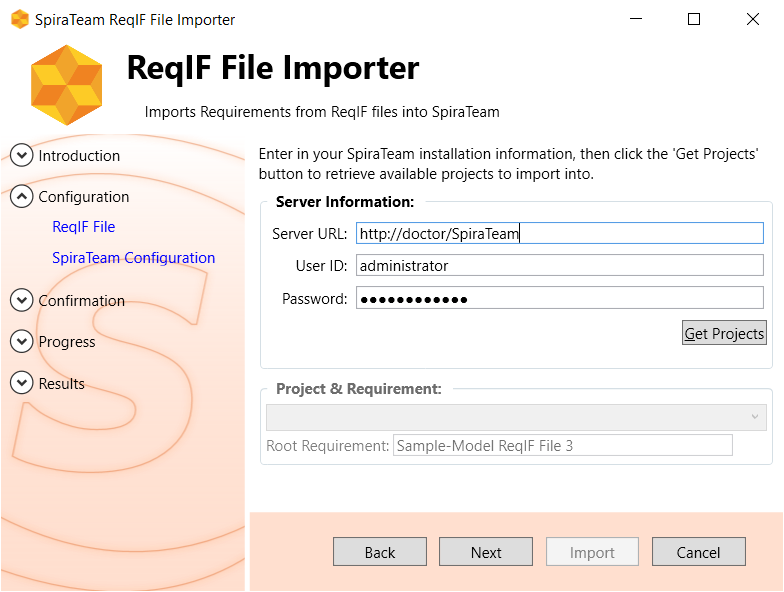 SpiraTeam ReqIF File Importer
ReqIF File Importer
Imports Requirements from ReqIF files into SpiraTeam
Introduction
Configuration
ReqIF File
SpiraTeam Configuration
Confirmation
Progress
Results
Enter in your SpiraTeam installation information, then click the 'Get Projects'
button to retrieve available projects to import into.
Server Information:
Server URL: http://doctor/SpiraTeam
User ID: administrator
Password: ●●●●●●●●●●●●
Get Projects
Project & Requirement:
Root Requirement: Sample-Model ReqIF File 3
Back Next Import Cancel